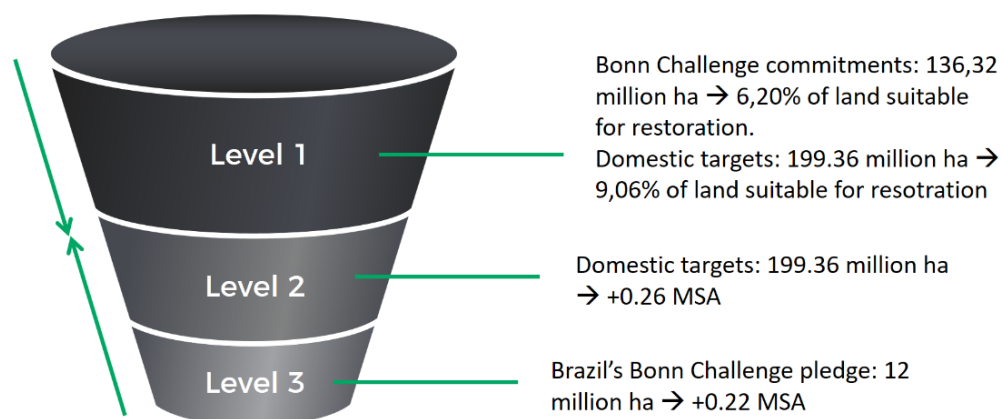 Level 1
Bonn Challenge commitments: 136,32
million ha → 6,20% of land suitable
for restoration.
Domestic targets: 199.36 million ha →
9,06% of land suitable for resotration
Level 2
Domestic targets: 199.36 million ha
→ +0.26 MSA
Level 3
Brazil’s Bonn Challenge pledge: 12
million ha → +0.22 MSA